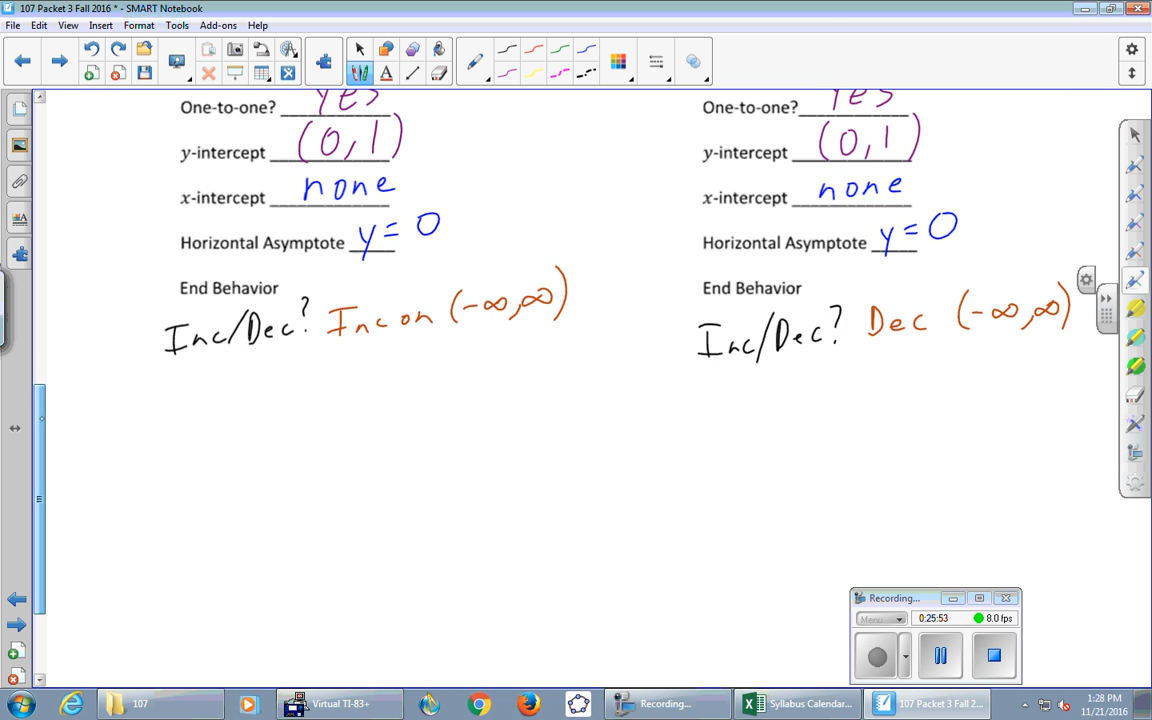 107 Packet 3 Fall 2016 * - SMART Notebook
File Edit View Insert Format Tools Add-ons Help
One-to-one? yes
y-intercept (0,1)
x-intercept none
Horizontal Asymptote y=0
End Behavior
Inc/Dec? Inc on (-∞,∞)
One-to-one? yes
y-intercept (0,1)
x-intercept none
Horizontal Asymptote y=0
End Behavior
Inc/Dec? Dec (-∞,∞)
Recording...
Menu 0:25:53 8.0 fps
107 Virtual TI-83+ Recording... Syllabus Calendar... 107 Packet 3 Fall 2...
1:28 PM
11/21/2016